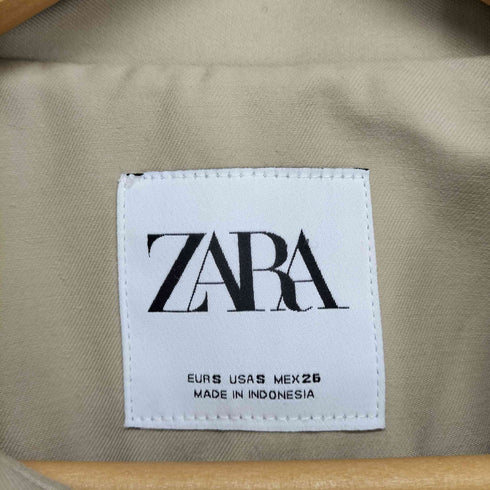 ZARA
EUR S USA S MEX 26
MADE IN INDONESIA